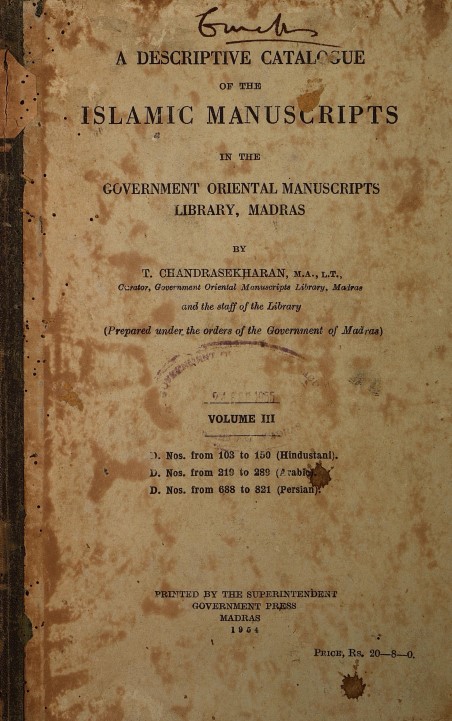 A DESCRIPTIVE CATALOGUE
OF THE
ISLAMIC MANUSCRIPTS
IN THE
GOVERNMENT ORIENTAL MANUSCRIPTS
LIBRARY, MADRAS
BY
T. CHANDRASEKHARAN, M.A., L.T.,
Curator, Government Oriental Manuscripts Library, Madras
and the staff of the Library
(Prepared under the orders of the Government of Madras)
VOLUME III
D. Nos. from 103 to 150 (Hindustani).
D. Nos. from 219 to 289 (Arabic).
D. Nos. from 688 to 821 (Persian).
PRINTED BY THE SUPERINTENDENT
GOVERNMENT PRESS
MADRAS
1954
PRICE, RS. 20—8—0.